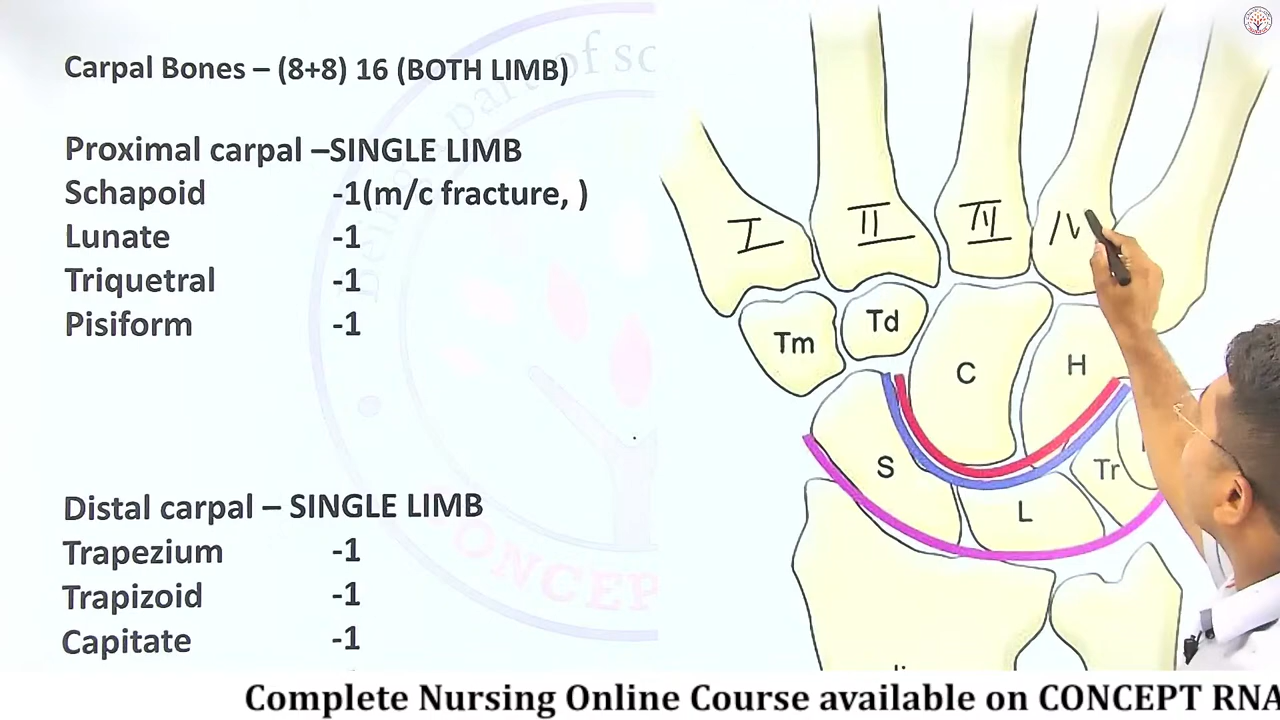 Carpal Bones – (8+8) 16 (BOTH LIMB)
Proximal carpal –SINGLE LIMB
Schapoid -1(m/c fracture, )
Lunate -1
Triquetral -1
Pisiform -1
Distal carpal – SINGLE LIMB
Trapezium -1
Trapizoid -1
Capitate -1
I II III IV
Tm Td C H
S L Tr
Complete Nursing Online Course available on CONCEPT RNA